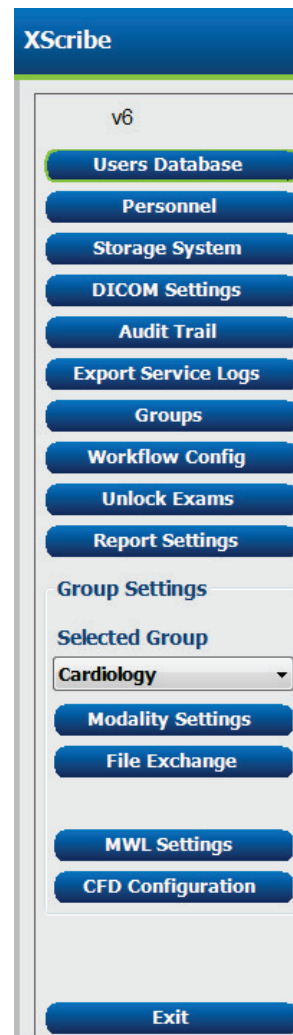 XScribe
v6
Users Database
Personnel
Storage System
DICOM Settings
Audit Trail
Export Service Logs
Groups
Workflow Config
Unlock Exams
Report Settings
Group Settings
Selected Group
Cardiology
Modality Settings
File Exchange
MWL Settings
CFD Configuration
Exit